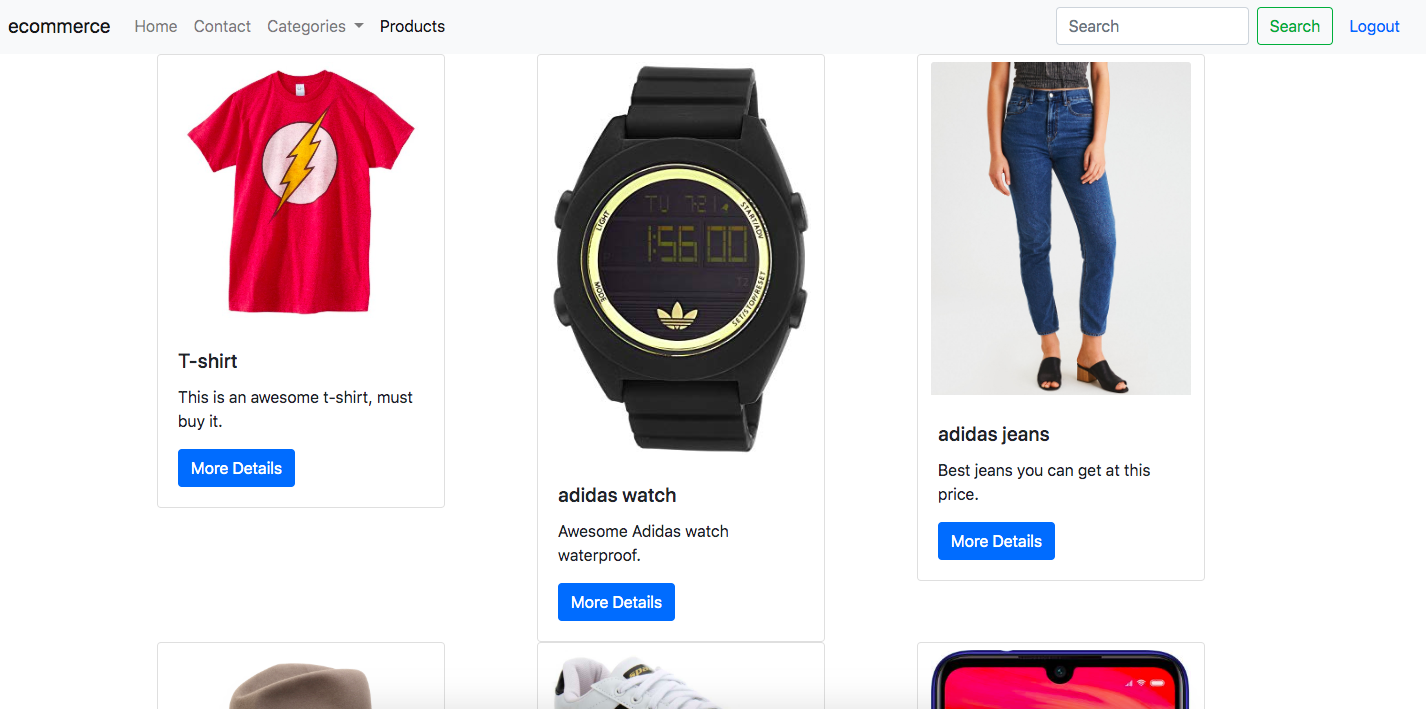 ecommerce Home Contact Categories Products Search Search Logout
T-shirt
This is an awesome t-shirt, must
buy it.
More Details
LIGHT
START/ADV
TU 7-21
1:56 00
MODE
SET/STOP/RESET
adidas watch
Awesome Adidas watch
waterproof.
More Details
adidas jeans
Best jeans you can get at this
price.
More Details